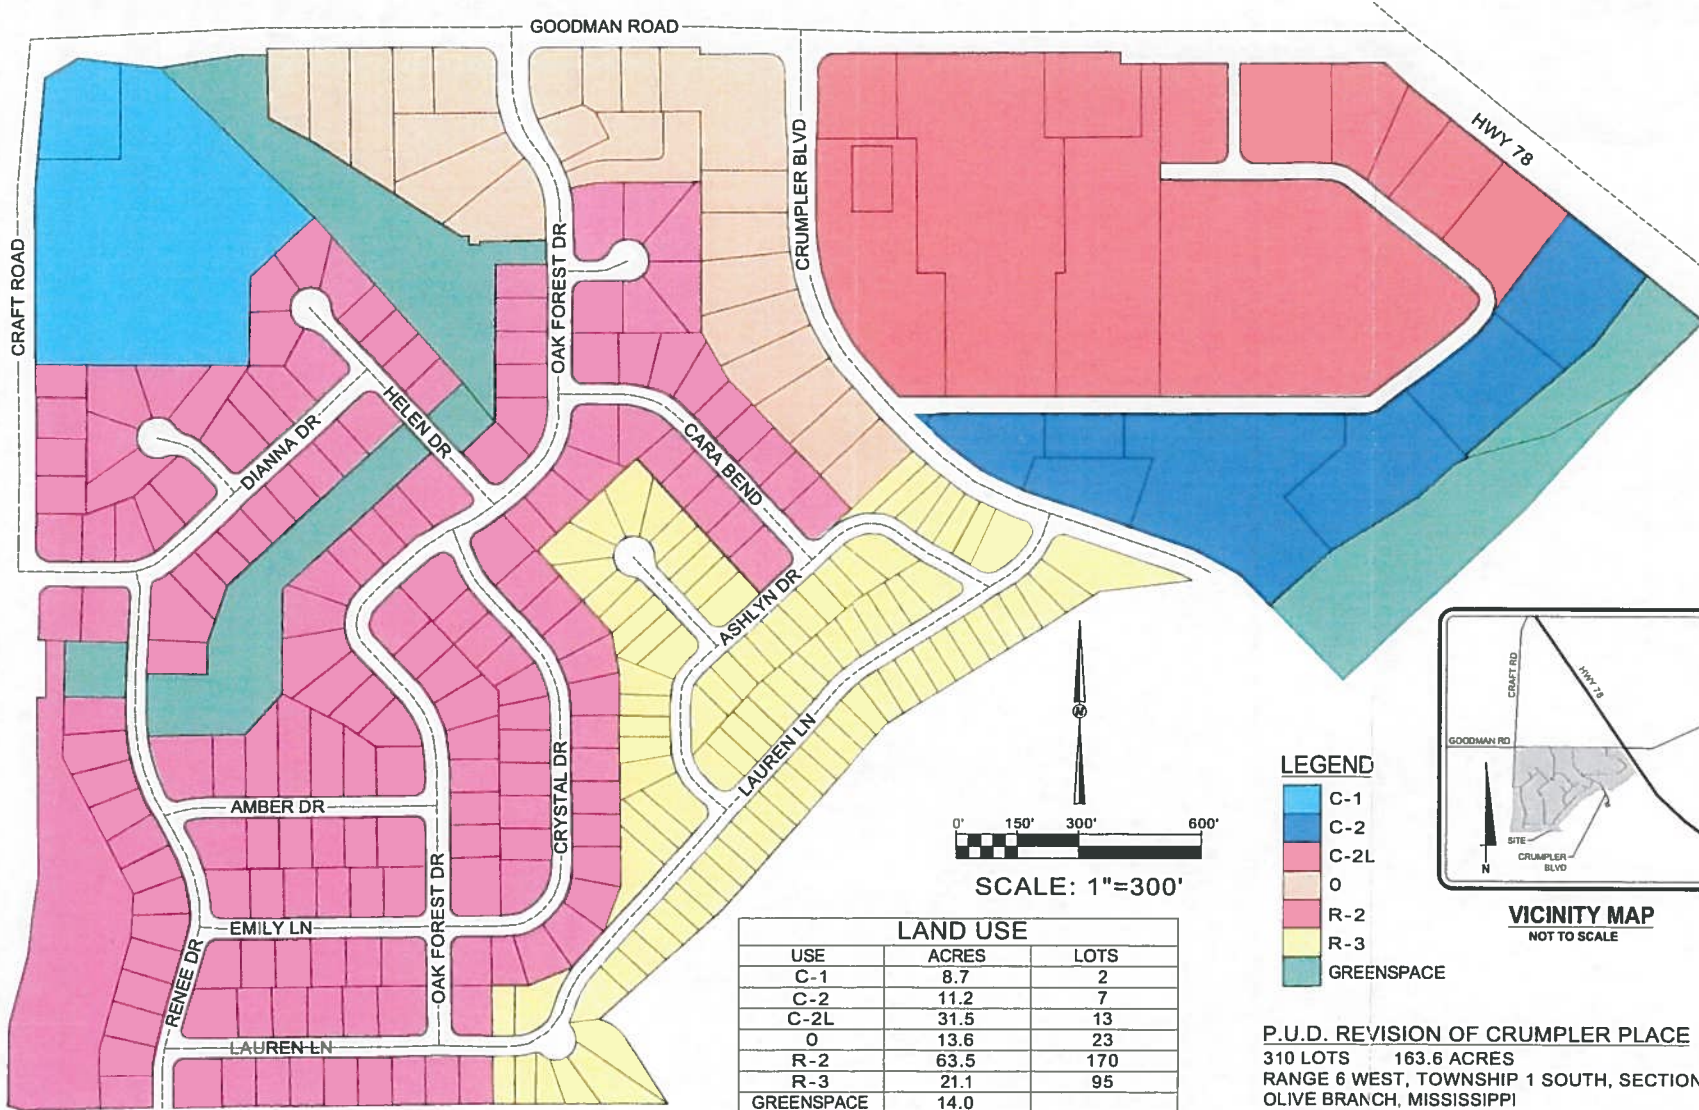 GOODMAN ROAD
HWY 78
CRUMPLER BLVD
CRAFT ROAD
OAK FOREST DR
HELEN DR
DIANNA DR
CARA BEND
ASHLYN DR
LAUREN LN
CRYSTAL DR
AMBER DR
OAK FOREST DR
EMILY LN
RENEE DR
LAUREN LN
N
0' 150' 300' 600'
SCALE: 1"=300'
LAND USE
USE ACRES LOTS
C-1 8.7 2
C-2 11.2 7
C-2L 31.5 13
O 13.6 23
R-2 63.5 170
R-3 21.1 95
GREENSPACE 14.0
LEGEND
C-1
C-2
C-2L
O
R-2
R-3
GREENSPACE
CRAFT RD
HWY 78
GOODMAN RD
SITE
CRUMPLER
BLVD
N
VICINITY MAP
NOT TO SCALE
P.U.D. REVISION OF CRUMPLER PLACE
310 LOTS 163.6 ACRES
RANGE 6 WEST, TOWNSHIP 1 SOUTH, SECTION
OLIVE BRANCH, MISSISSIPPI